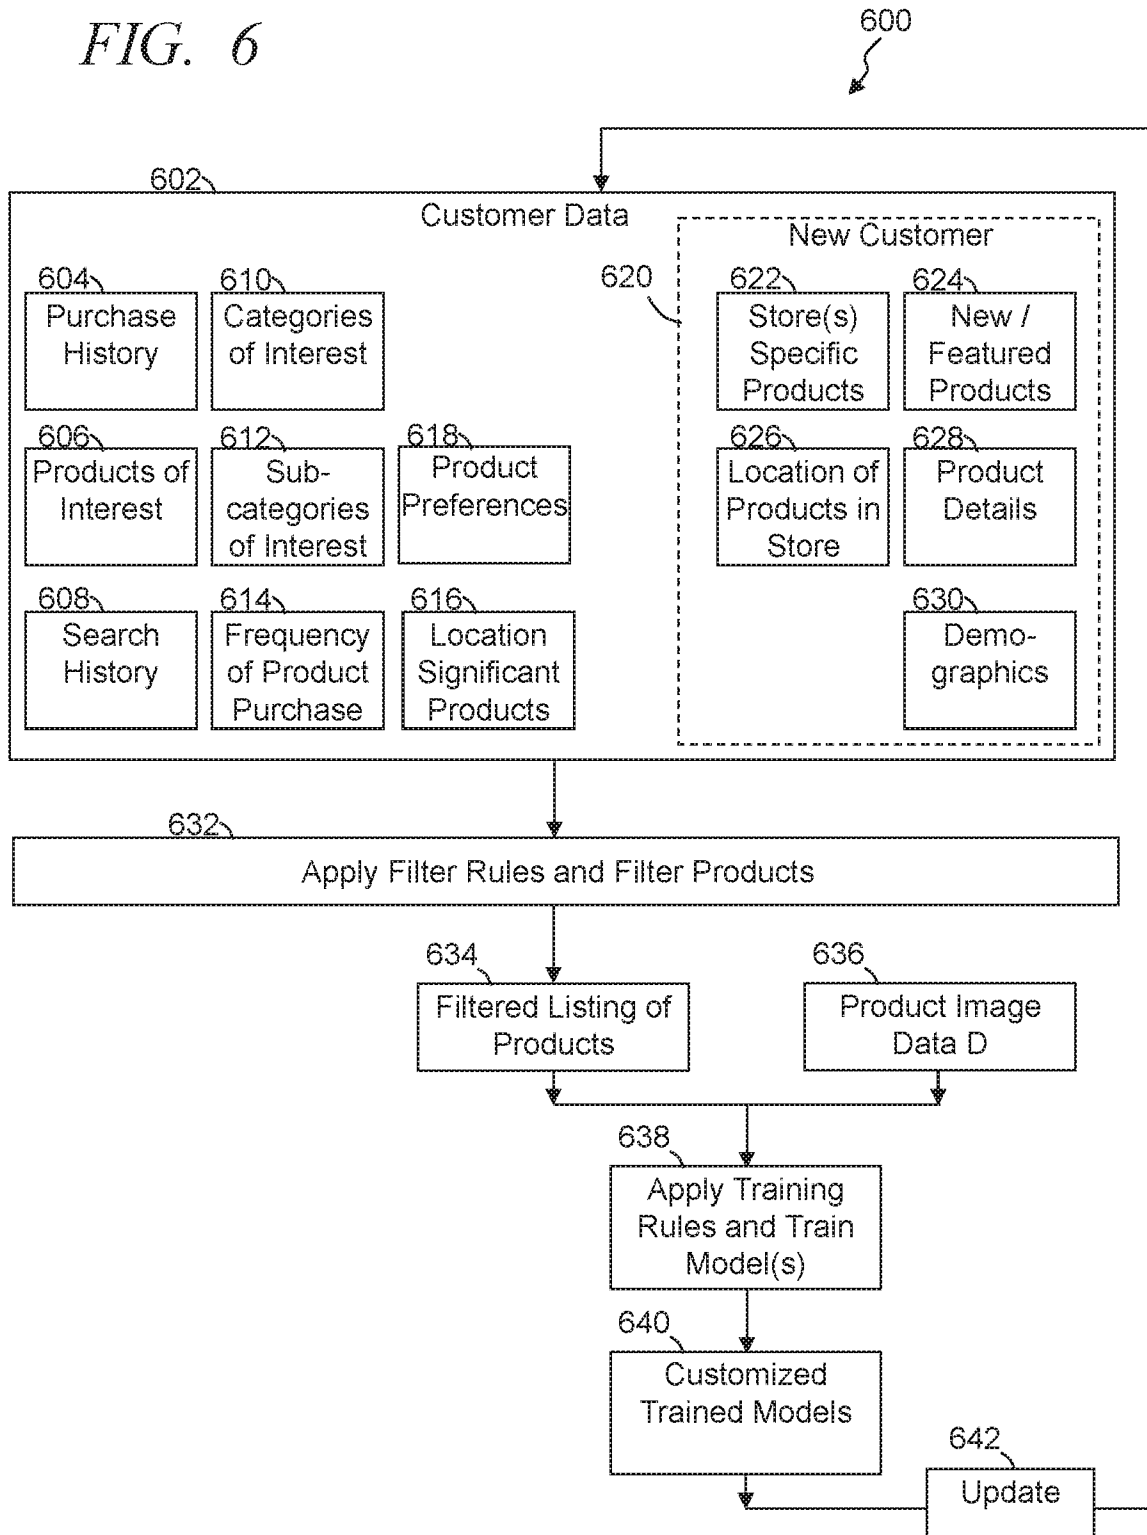 FIG. 6
600
602
Customer Data
New Customer
604
Purchase
History
610
Categories
of Interest
620
622
Store(s)
Specific
Products
624
New /
Featured
Products
606
Products of
Interest
612
Sub-
categories
of Interest
618
Product
Preferences
626
Location of
Products in
Store
628
Product
Details
608
Search
History
614
Frequency
of Product
Purchase
616
Location
Significant
Products
630
Demo-
graphics
632
Apply Filter Rules and Filter Products
634
Filtered Listing of
Products
636
Product Image
Data D
638
Apply Training
Rules and Train
Model(s)
640
Customized
Trained Models
642
Update